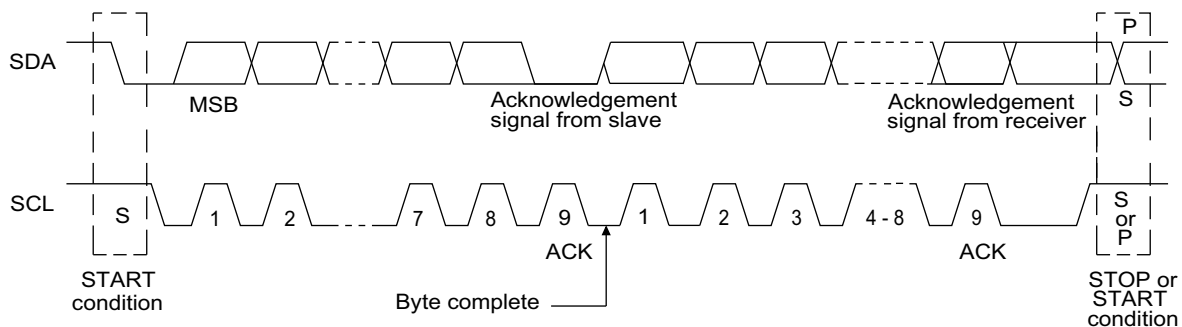 P
SDA
MSB
Acknowledgement
signal from slave
Acknowledgement
signal from receiver
S
SCL
S
1
2
7
8
9
1
2
3
4 - 8
9
S
or
P
ACK
ACK
START
condition
Byte complete
STOP or
START
condition